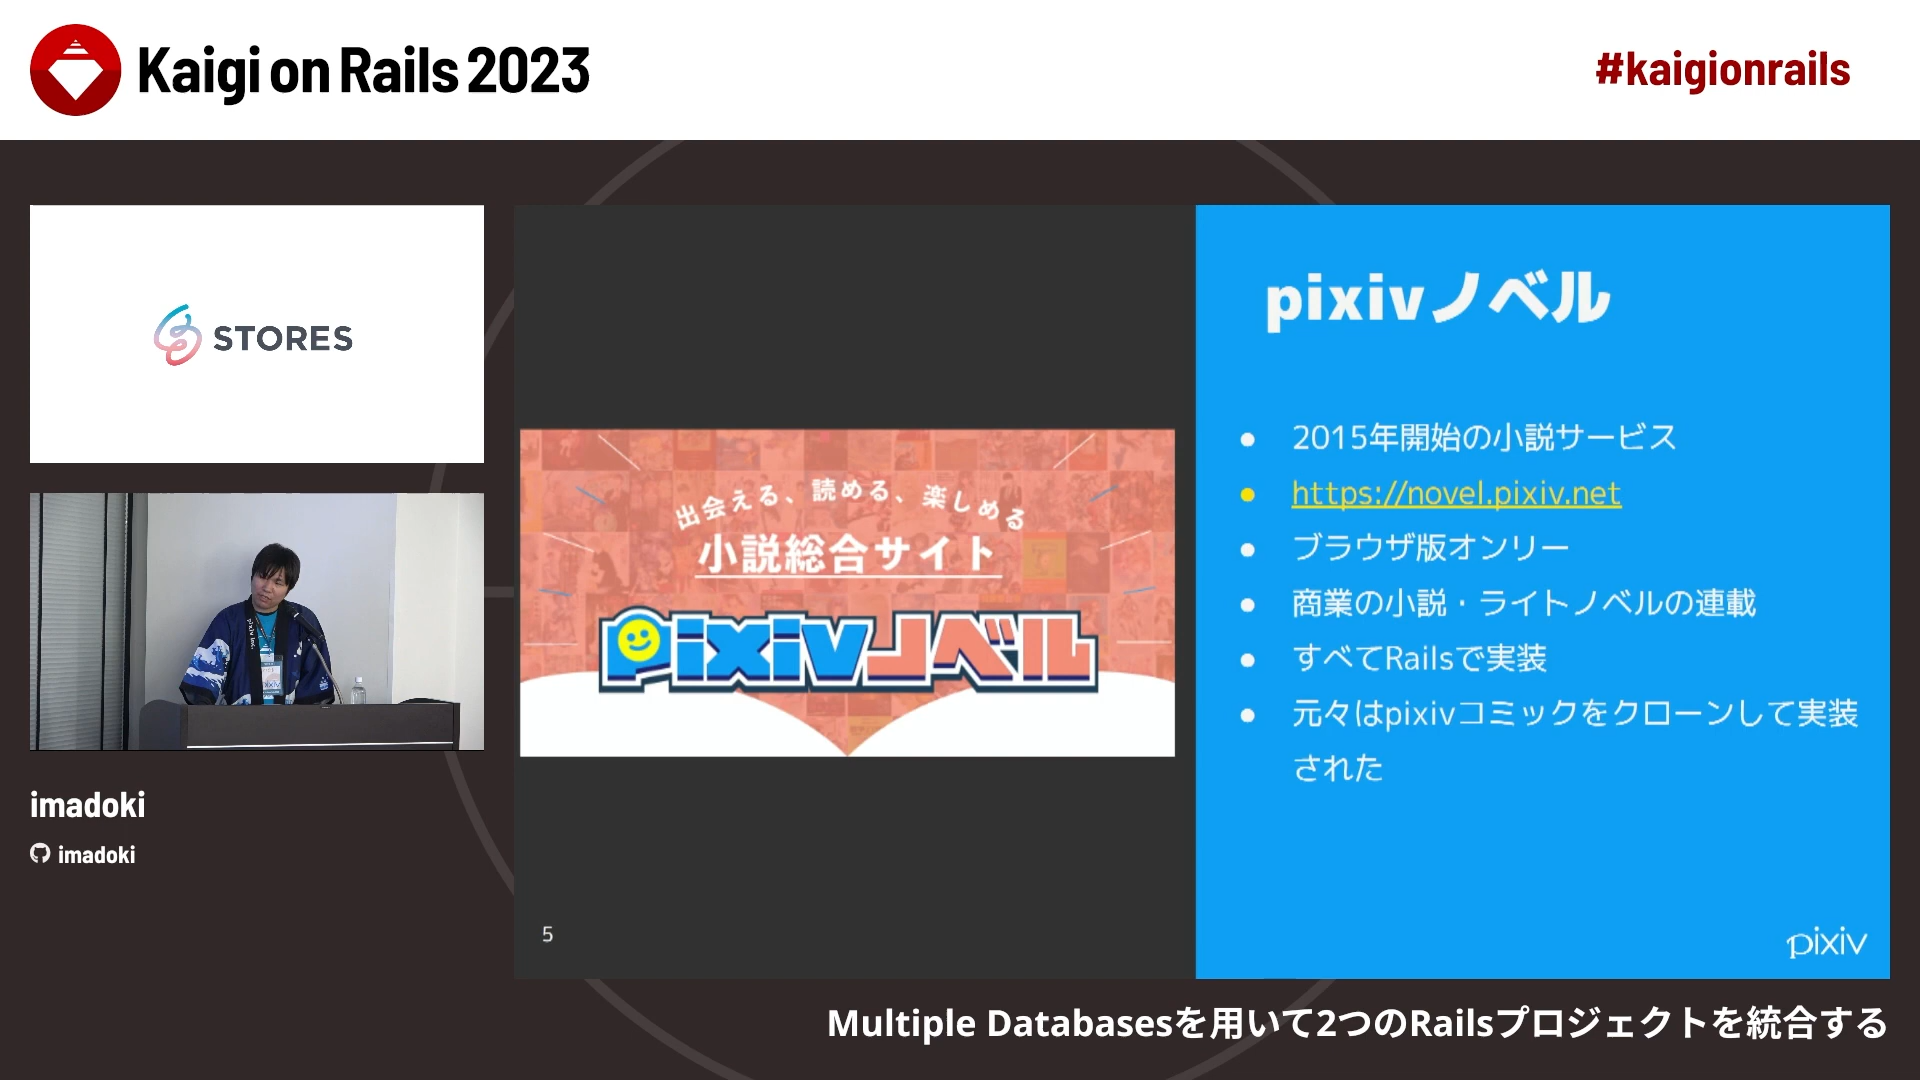 Kaigi on Rails 2023
#kaigionrails
STORES
imadoki
imadoki
出会える、読める、楽しめる
小説総合サイト
pixivノベル
5
pixivノベル
● 2015年開始の小説サービス
● https://novel.pixiv.net
● ブラウザ版オンリー
● 商業の小説・ライトノベルの連載
● すべてRailsで実装
● 元々はpixivコミックをクローンして実装
された
pixiv
Multiple Databasesを用いて2つのRailsプロジェクトを統合する